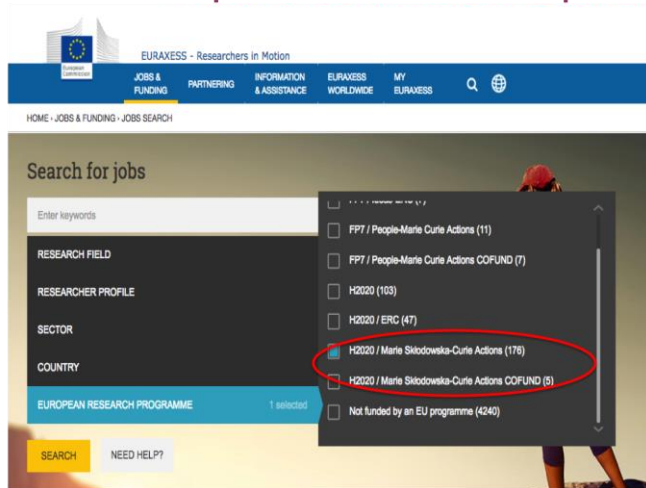 European
Commission
EURAXESS - Researchers in Motion
JOBS &
FUNDING
PARTNERING
INFORMATION
& ASSISTANCE
EURAXESS
WORLDWIDE
MY
EURAXESS
HOME › JOBS & FUNDING › JOBS SEARCH
Search for jobs
Enter keywords
RESEARCH FIELD
RESEARCHER PROFILE
SECTOR
COUNTRY
EUROPEAN RESEARCH PROGRAMME 1 selected
FP7 / People-Marie Curie Actions (11)
FP7 / People-Marie Curie Actions COFUND (7)
H2020 (103)
H2020 / ERC (47)
H2020 / Marie Skłodowska-Curie Actions (176)
H2020 / Marie Skłodowska-Curie Actions COFUND (5)
Not funded by an EU programme (4240)
SEARCH
NEED HELP?